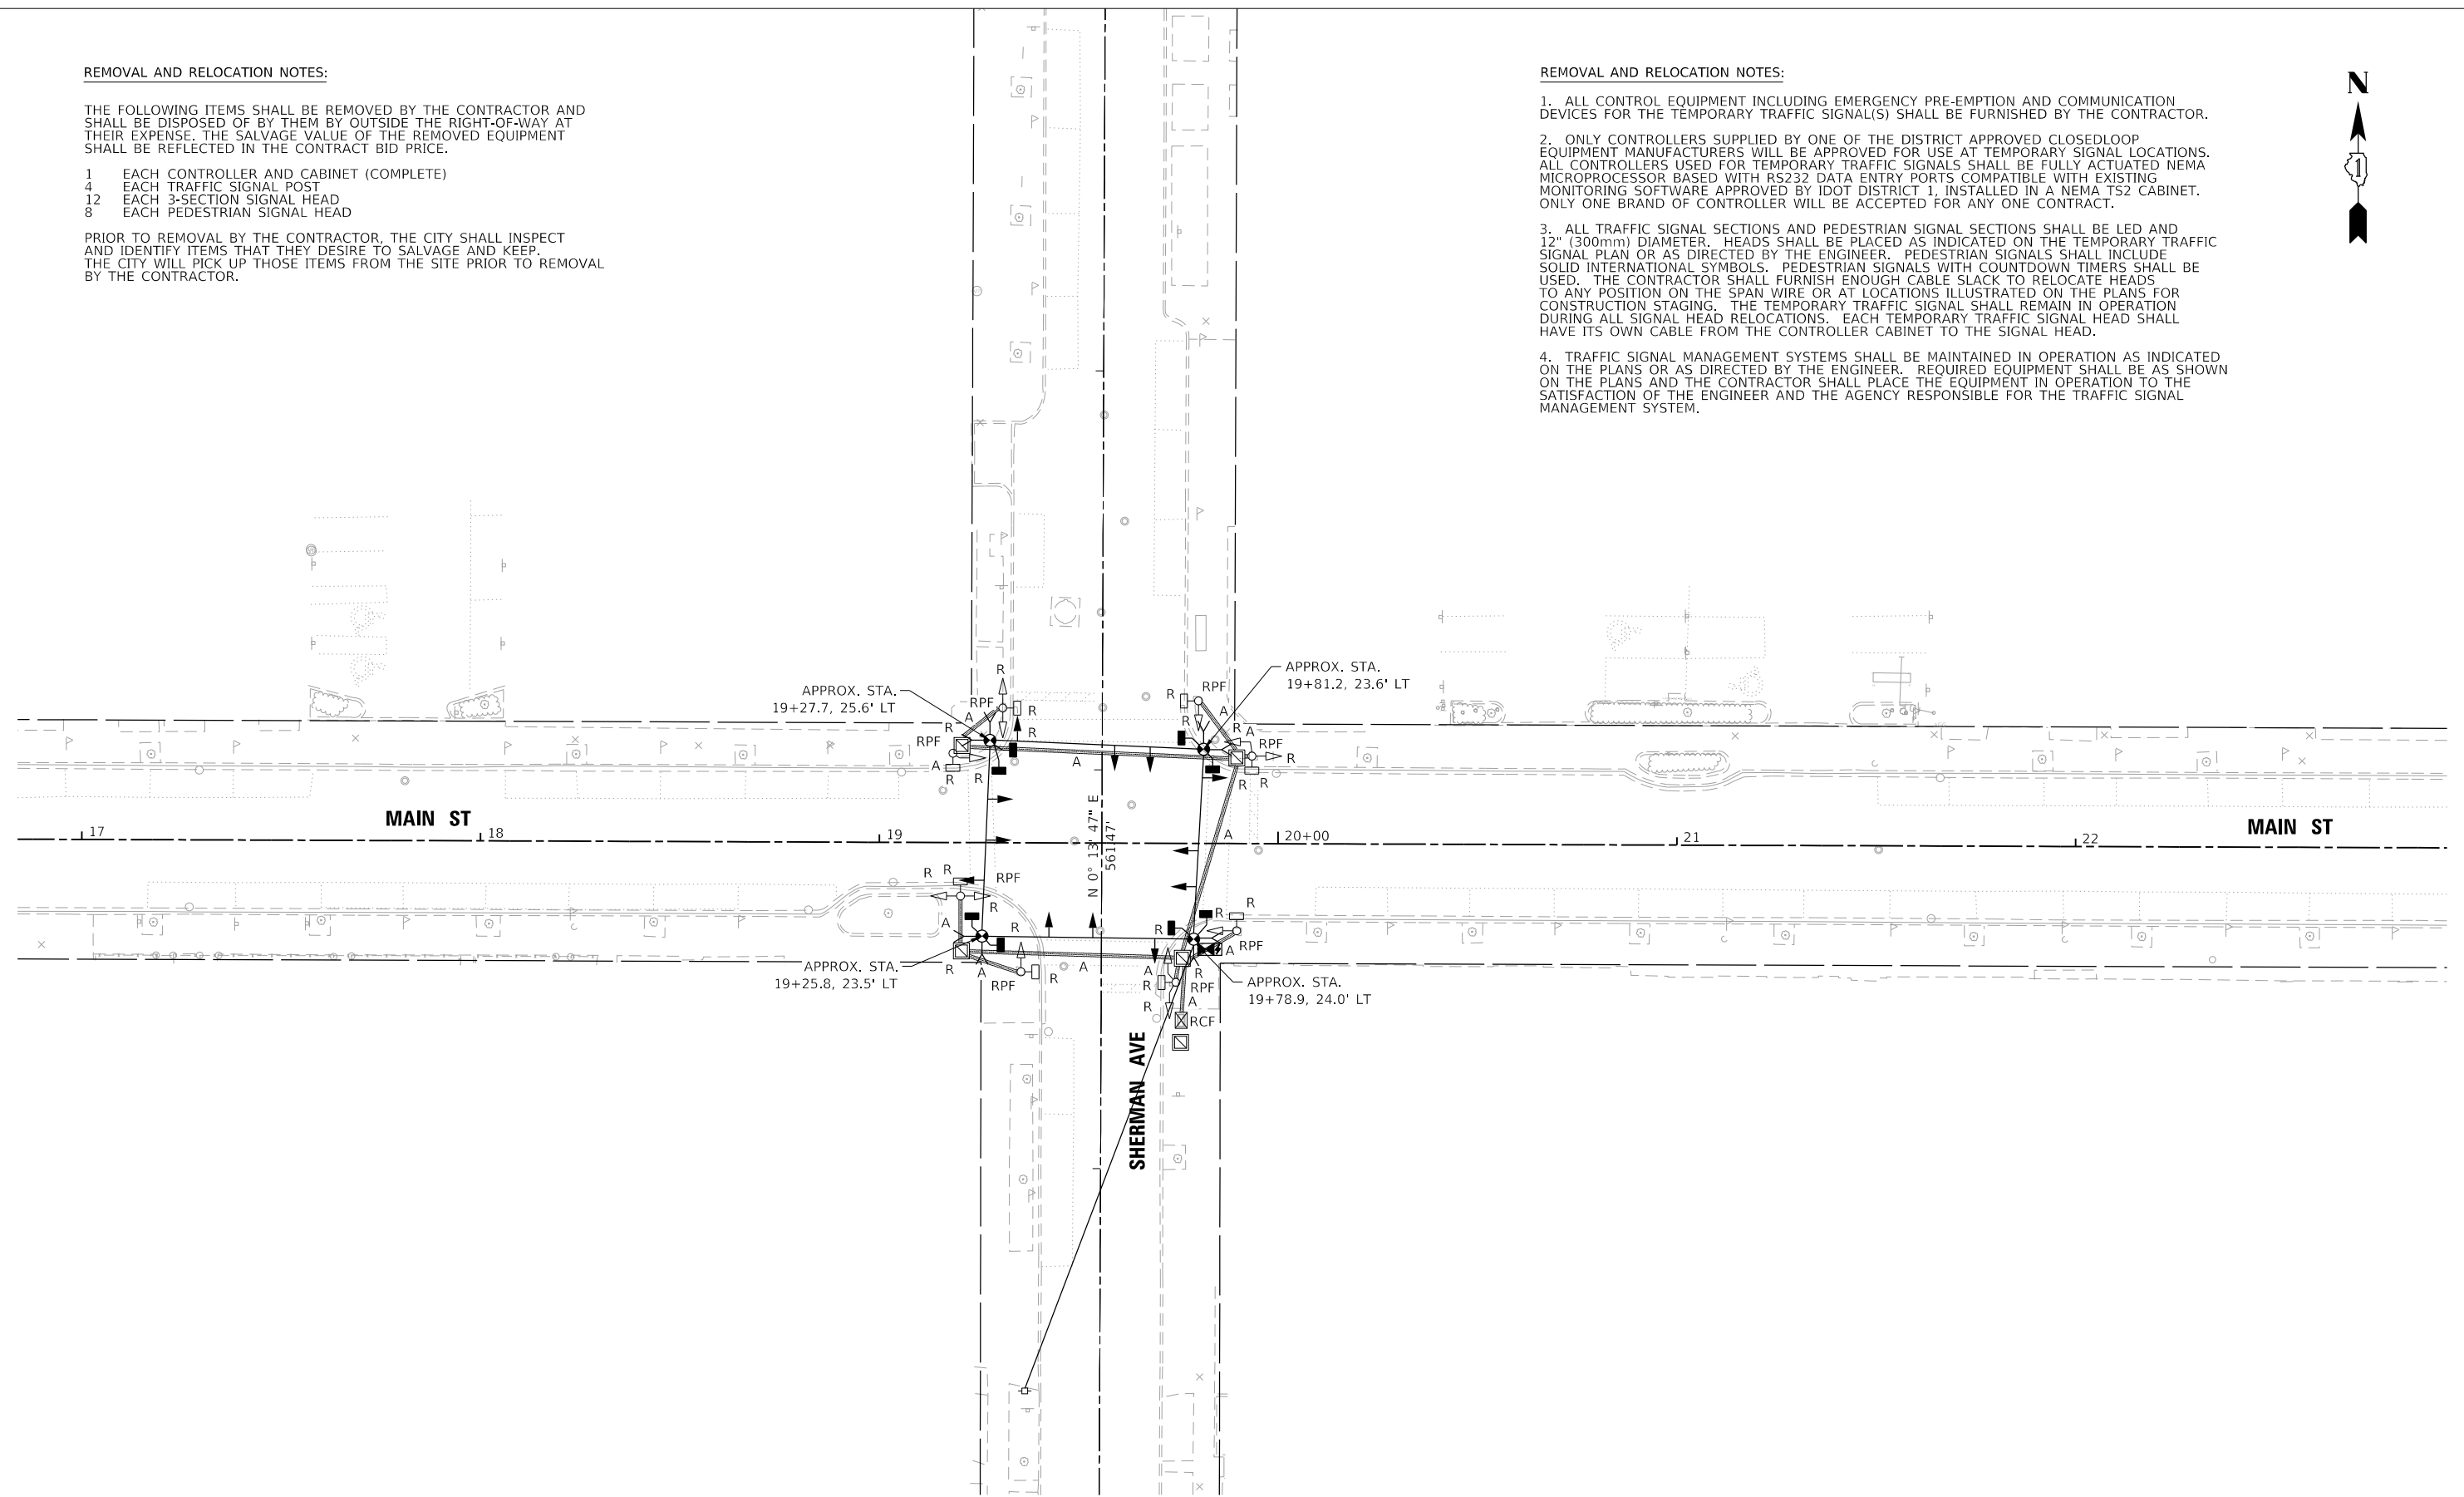 REMOVAL AND RELOCATION NOTES:
THE FOLLOWING ITEMS SHALL BE REMOVED BY THE CONTRACTOR AND
SHALL BE DISPOSED OF BY THEM BY OUTSIDE THE RIGHT-OF-WAY AT
THEIR EXPENSE. THE SALVAGE VALUE OF THE REMOVED EQUIPMENT
SHALL BE REFLECTED IN THE CONTRACT BID PRICE.
1 EACH CONTROLLER AND CABINET (COMPLETE)
4 EACH TRAFFIC SIGNAL POST
12 EACH 3-SECTION SIGNAL HEAD
8 EACH PEDESTRIAN SIGNAL HEAD
PRIOR TO REMOVAL BY THE CONTRACTOR, THE CITY SHALL INSPECT
AND IDENTIFY ITEMS THAT THEY DESIRE TO SALVAGE AND KEEP.
THE CITY WILL PICK UP THOSE ITEMS FROM THE SITE PRIOR TO REMOVAL
BY THE CONTRACTOR.
REMOVAL AND RELOCATION NOTES:
1. ALL CONTROL EQUIPMENT INCLUDING EMERGENCY PRE-EMPTION AND COMMUNICATION
DEVICES FOR THE TEMPORARY TRAFFIC SIGNAL(S) SHALL BE FURNISHED BY THE CONTRACTOR.
2. ONLY CONTROLLERS SUPPLIED BY ONE OF THE DISTRICT APPROVED CLOSEDLOOP
EQUIPMENT MANUFACTURERS WILL BE APPROVED FOR USE AT TEMPORARY SIGNAL LOCATIONS.
ALL CONTROLLERS USED FOR TEMPORARY TRAFFIC SIGNALS SHALL BE FULLY ACTUATED NEMA
MICROPROCESSOR BASED WITH RS232 DATA ENTRY PORTS COMPATIBLE WITH EXISTING
MONITORING SOFTWARE APPROVED BY IDOT DISTRICT 1, INSTALLED IN A NEMA TS2 CABINET.
ONLY ONE BRAND OF CONTROLLER WILL BE ACCEPTED FOR ANY ONE CONTRACT.
3. ALL TRAFFIC SIGNAL SECTIONS AND PEDESTRIAN SIGNAL SECTIONS SHALL BE LED AND
12" (300mm) DIAMETER. HEADS SHALL BE PLACED AS INDICATED ON THE TEMPORARY TRAFFIC
SIGNAL PLAN OR AS DIRECTED BY THE ENGINEER. PEDESTRIAN SIGNALS SHALL INCLUDE
SOLID INTERNATIONAL SYMBOLS. PEDESTRIAN SIGNALS WITH COUNTDOWN TIMERS SHALL BE
USED. THE CONTRACTOR SHALL FURNISH ENOUGH CABLE SLACK TO RELOCATE HEADS
TO ANY POSITION ON THE SPAN WIRE OR AT LOCATIONS ILLUSTRATED ON THE PLANS FOR
CONSTRUCTION STAGING. THE TEMPORARY TRAFFIC SIGNAL SHALL REMAIN IN OPERATION
DURING ALL SIGNAL HEAD RELOCATIONS. EACH TEMPORARY TRAFFIC SIGNAL HEAD SHALL
HAVE ITS OWN CABLE FROM THE CONTROLLER CABINET TO THE SIGNAL HEAD.
4. TRAFFIC SIGNAL MANAGEMENT SYSTEMS SHALL BE MAINTAINED IN OPERATION AS INDICATED
ON THE PLANS OR AS DIRECTED BY THE ENGINEER. REQUIRED EQUIPMENT SHALL BE AS SHOWN
ON THE PLANS AND THE CONTRACTOR SHALL PLACE THE EQUIPMENT IN OPERATION TO THE
SATISFACTION OF THE ENGINEER AND THE AGENCY RESPONSIBLE FOR THE TRAFFIC SIGNAL
MANAGEMENT SYSTEM.
N
1
APPROX. STA.
19+27.7, 25.6' LT
R
RPF
A
R
R
R
RPF
A
R
R
A
APPROX. STA.
19+81.2, 23.6' LT
R
RPF
A
R
R
A
RPF
R
R
R
MAIN ST
17
18
19
N 0° 13' 47" E
561.47'
A
20+00
21
22
MAIN ST
R
R
RPF
R
A
R
R
A
RPF
R
A
APPROX. STA.
19+25.8, 23.5' LT
R
R
R
RPF
A
A
R
R
RPF
A
R
RCF
APPROX. STA.
19+78.9, 24.0' LT
SHERMAN AVE